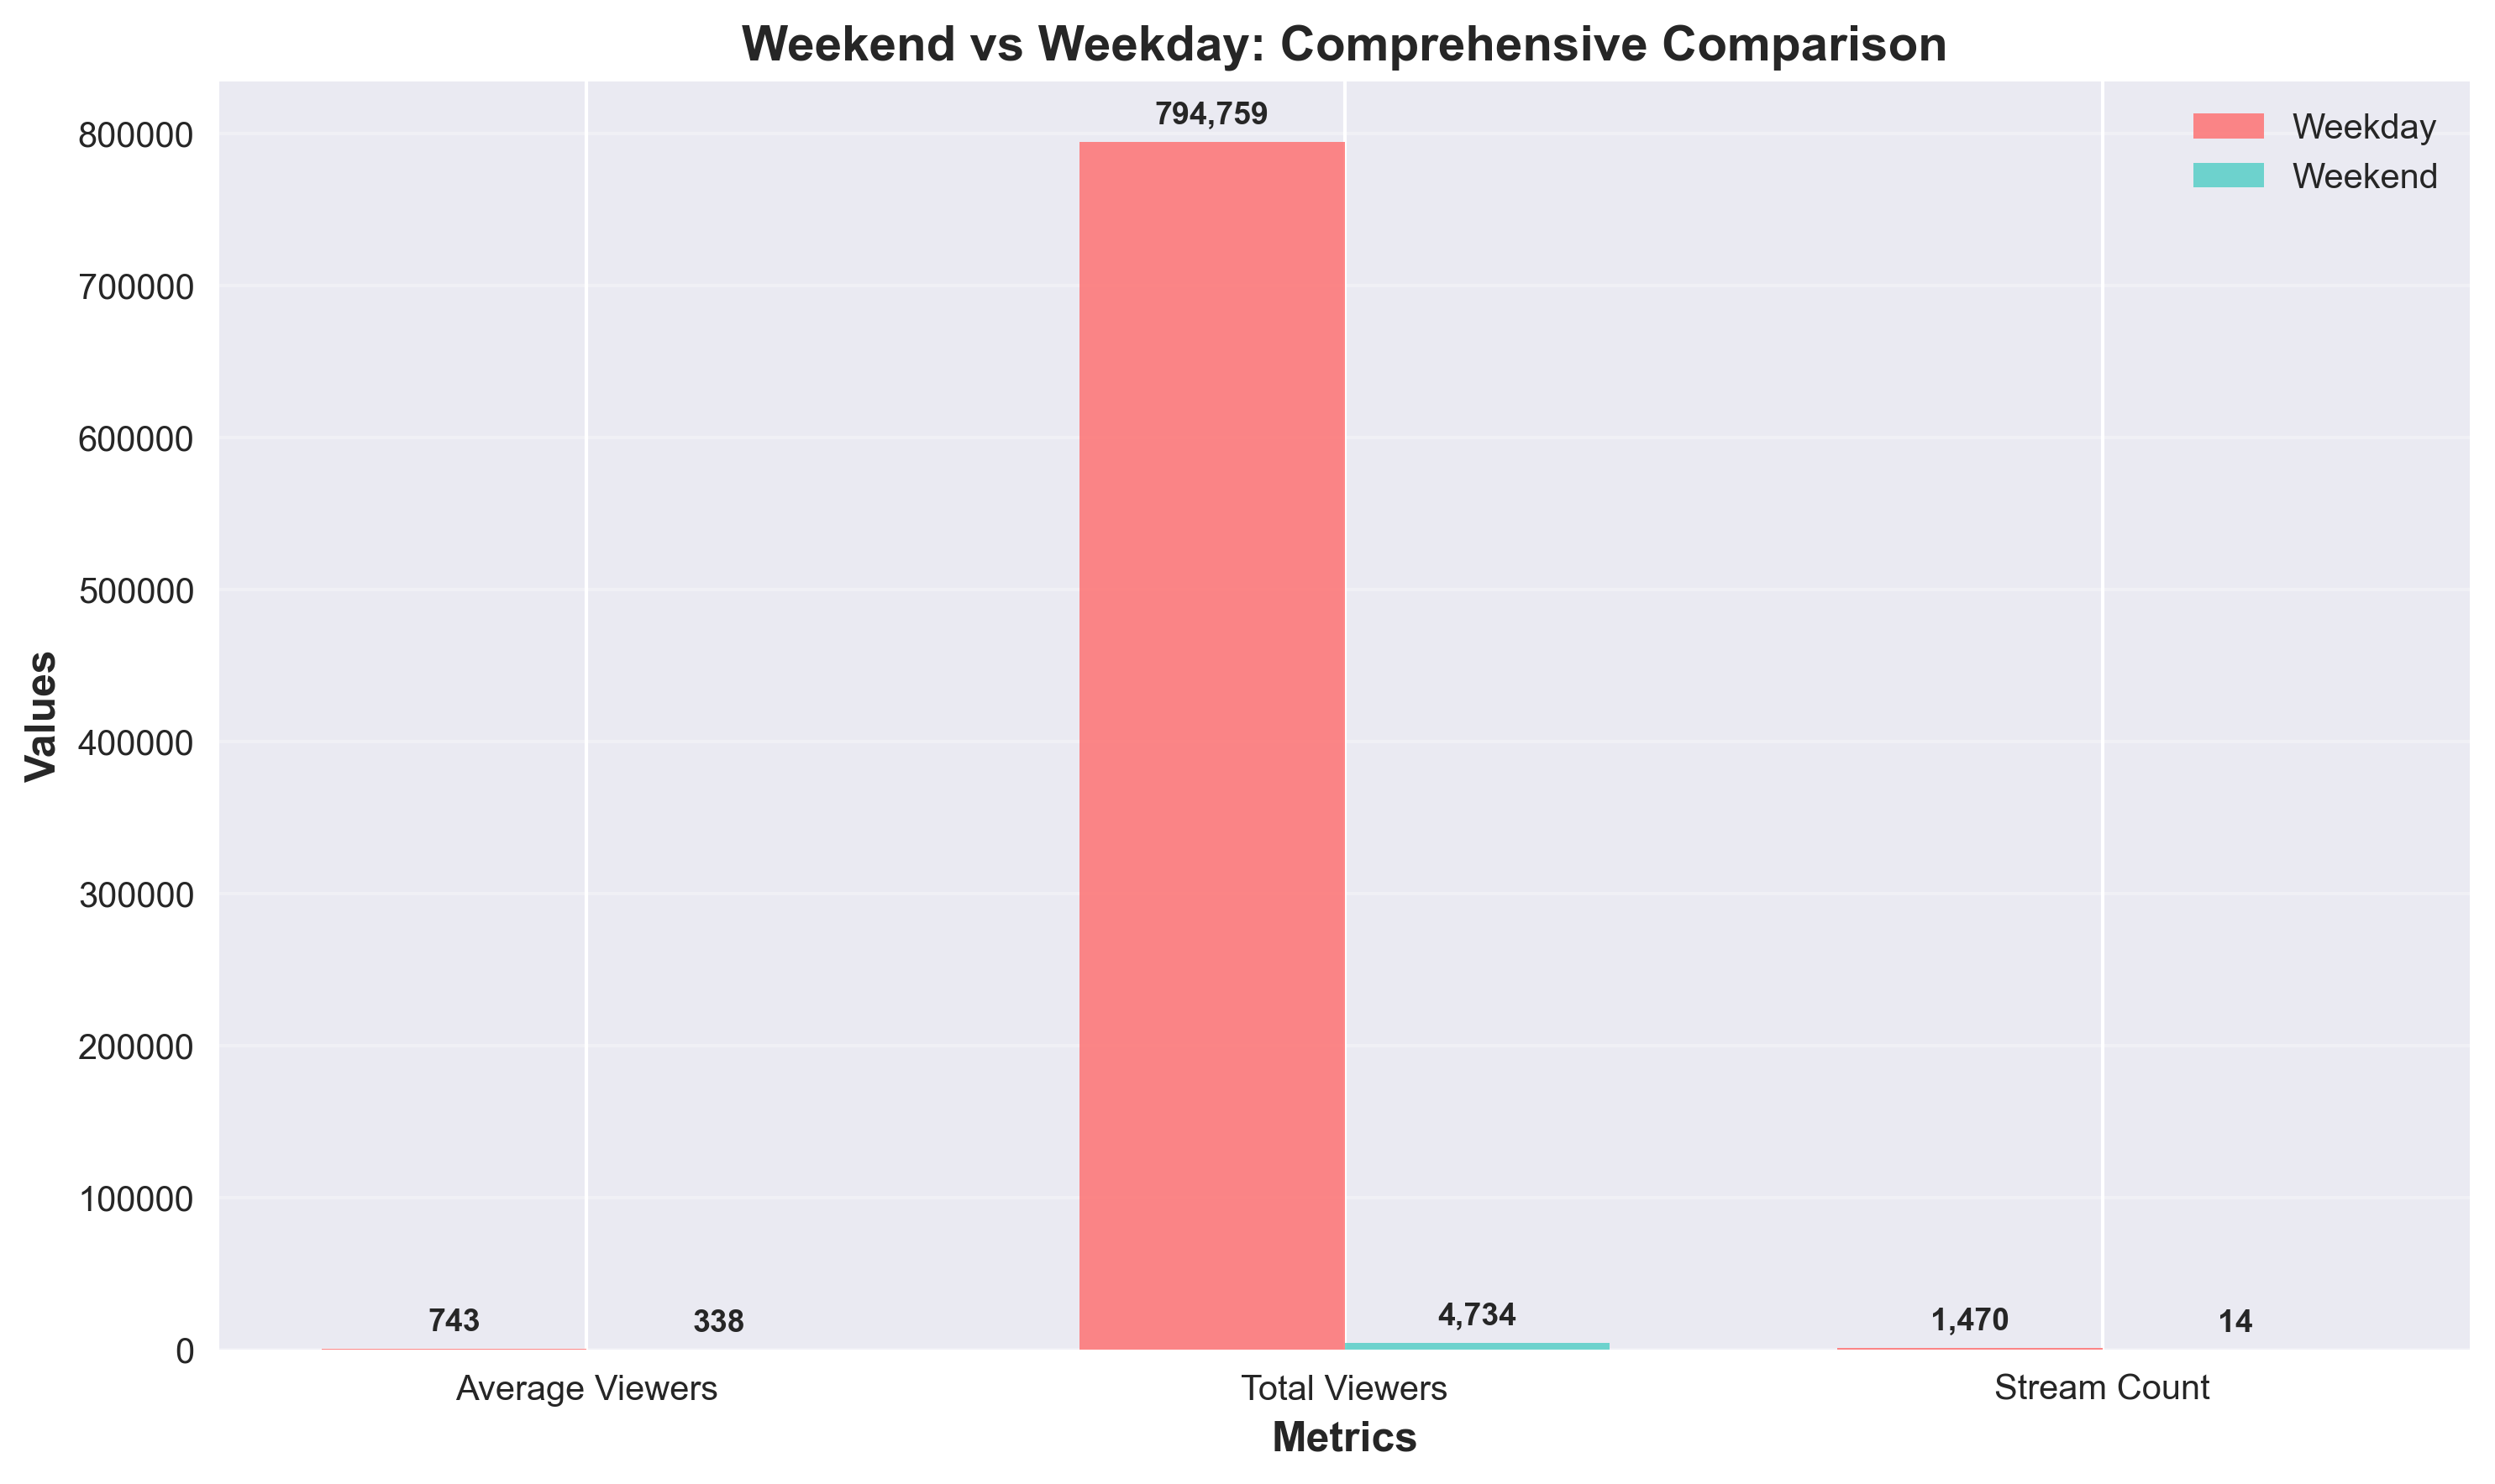 Weekend vs Weekday: Comprehensive Comparison
Weekday
Weekend
Values
800000
700000
600000
500000
400000
300000
200000
100000
0
794,759
743
338
4,734
1,470
14
Average Viewers
Total Viewers
Stream Count
Metrics